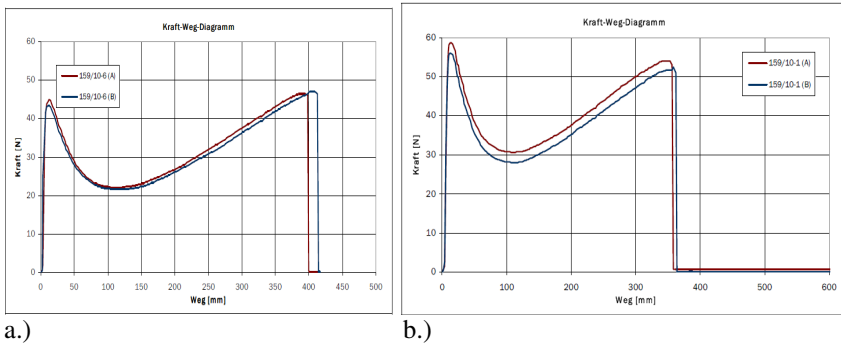 Kraft-Weg-Diagramm
60
50
40
30
20
10
0
Kraft [N]
159/10-6 (A)
159/10-6 (B)
0 50 100 150 200 250 300 350 400 450 500
Weg [mm]
a.)
Kraft-Weg-Diagramm
60
50
40
30
20
10
0
Kraft [N]
159/10-1 (A)
159/10-1 (B)
0 100 200 300 400 500 600
Weg [mm]
b.)